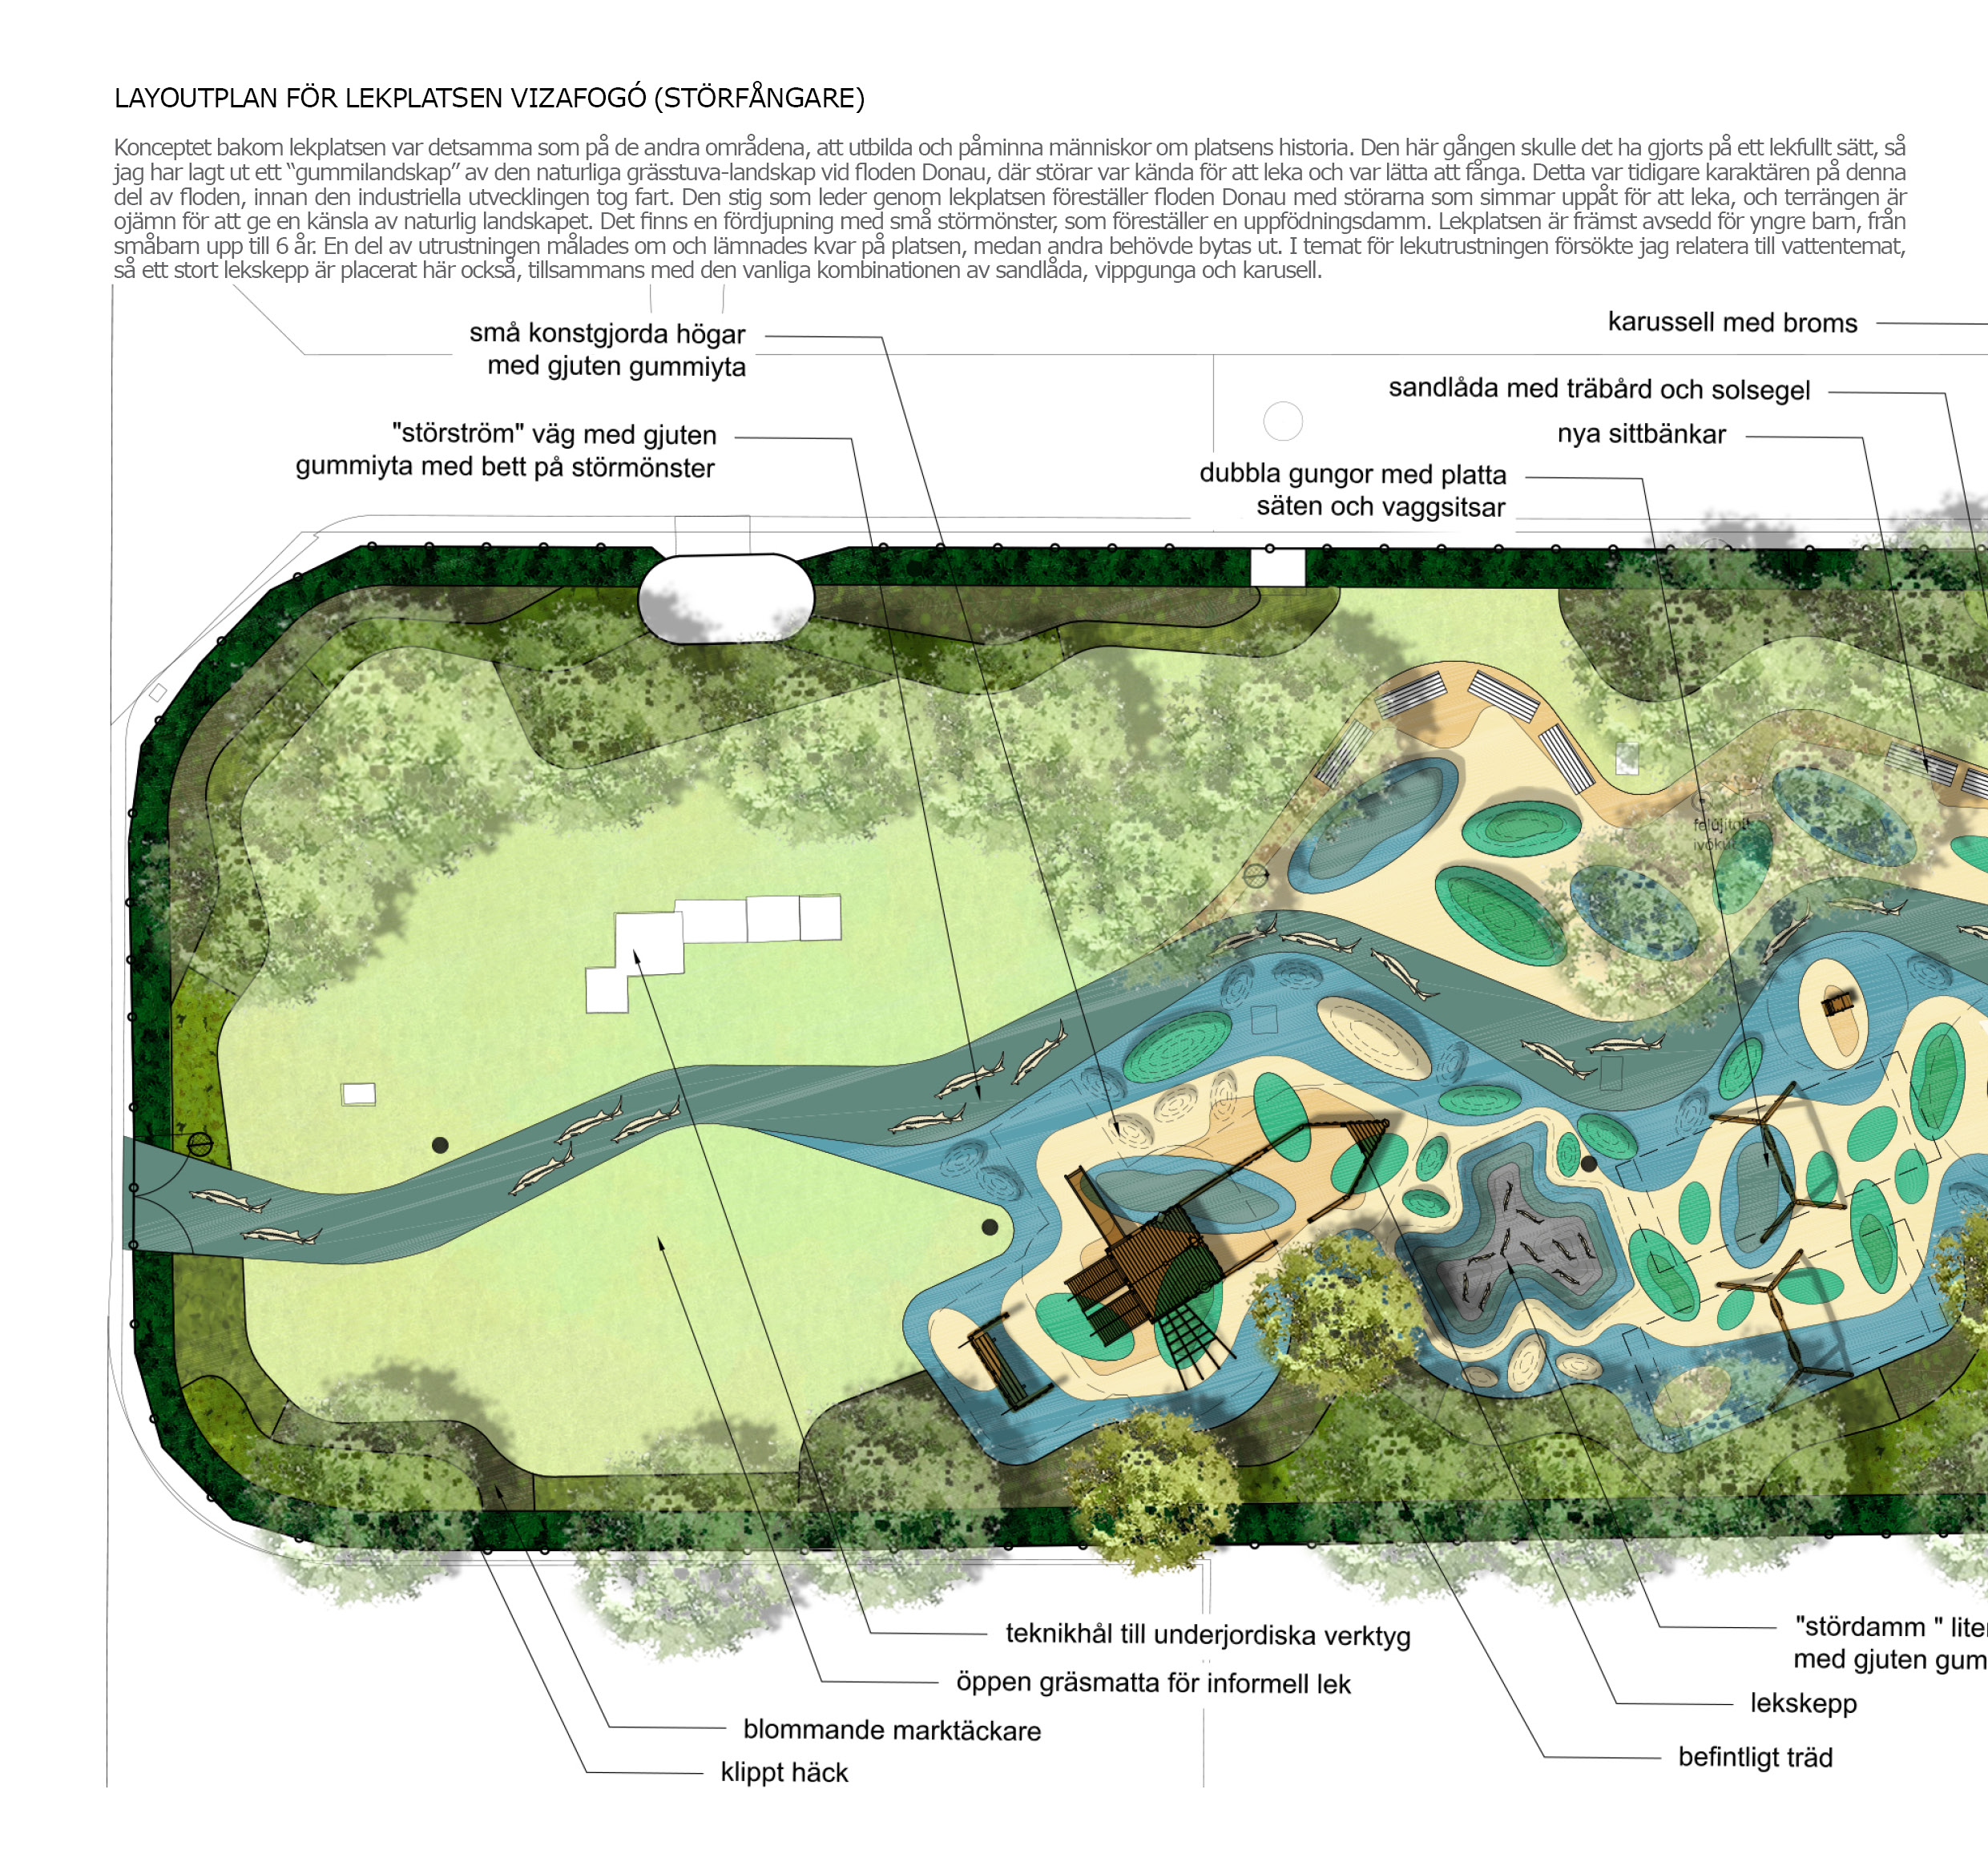 LAYOUTPLAN FÖR LEKPLATSEN VIZAFOGÓ (STÖRFÅNGARE)
Konceptet bakom lekplatsen var detsamma som på de andra områdena, att utbilda och påminna människor om platsens historia. Den här gången skulle det ha gjorts på ett lekfullt sätt, så
jag har lagt ut ett “gummilandskap” av den naturliga grässtuva-landskap vid floden Donau, där störar var kända för att leka och var lätta att fånga. Detta var tidigare karaktären på denna
del av floden, innan den industriella utvecklingen tog fart. Den stig som leder genom lekplatsen föreställer floden Donau med störarna som simmar uppåt för att leka, och terrängen är
ojämn för att ge en känsla av naturlig landskapet. Det finns en fördjupning med små störmönster, som föreställer en uppfödningsdamm. Lekplatsen är främst avsedd för yngre barn, från
småbarn upp till 6 år. En del av utrustningen målades om och lämnades kvar på platsen, medan andra behövde bytas ut. I temat för lekutrustningen försökte jag relatera till vattentemat,
så ett stort lekskepp är placerat här också, tillsammans med den vanliga kombinationen av sandlåda, vippgunga och karusell.
små konstgjorda högar
med gjuten gummiyta
karussell med broms
sandlåda med träbård och solsegel
"störström" väg med gjuten
gummiyta med bett på störmönster
nya sittbänkar
dubbla gungor med platta
säten och vaggsitsar
felújított
ivókút
teknikhål till underjordiska verktyg
öppen gräsmatta för informell lek
blommande marktäckare
klippt häck
"stördamm " lite
med gjuten gum
lekskepp
befintligt träd